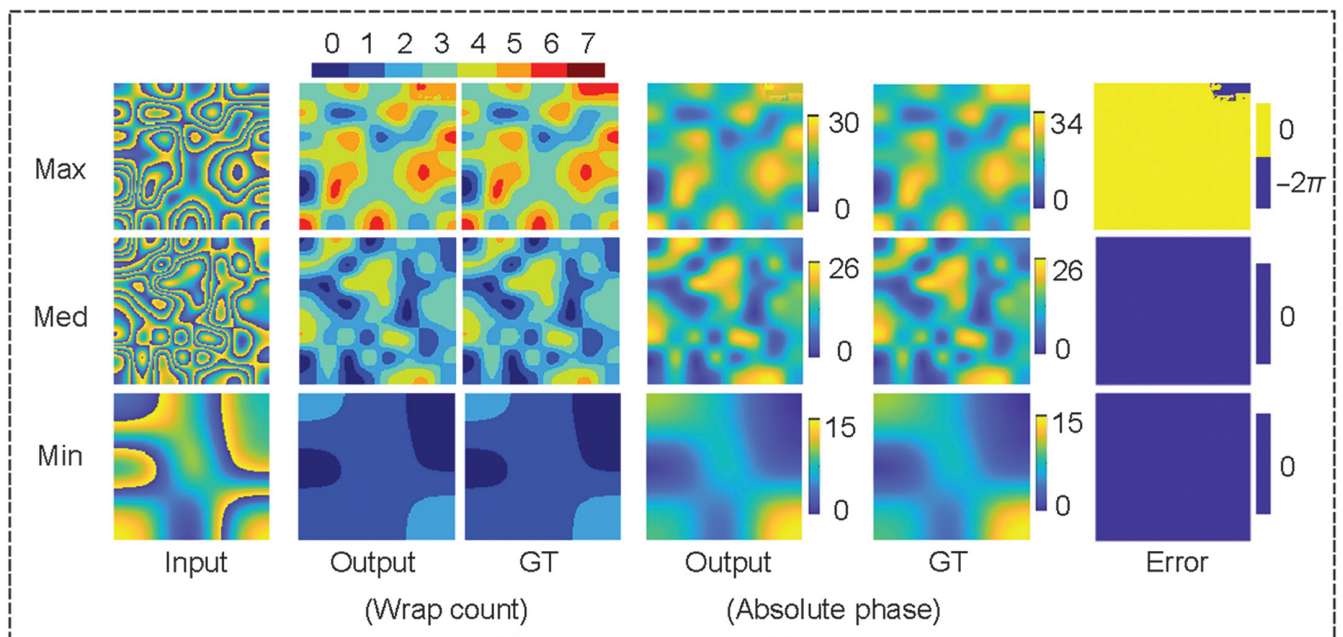 0 1 2 3 4 5 6 7
Max
30
0
34
0
0
−2π
Med
26
0
26
0
0
Min
15
0
15
0
0
Input Output GT Output GT Error
(Wrap count) (Absolute phase)